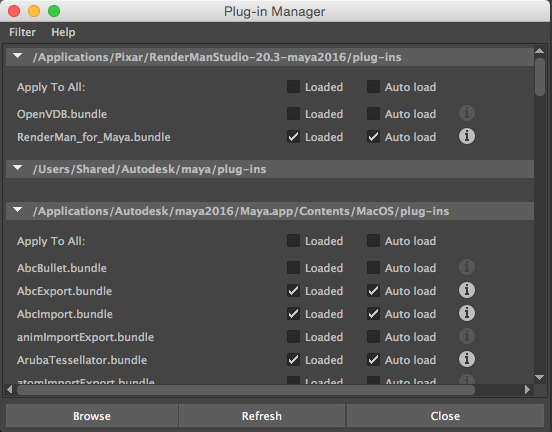 Plug-in Manager
Filter Help
/Applications/Pixar/RenderManStudio-20.3-maya2016/plug-ins
Apply To All: Loaded Auto load
OpenVDB.bundle Loaded Auto load i
RenderMan_for_Maya.bundle Loaded Auto load i
/Users/Shared/Autodesk/maya/plug-ins
/Applications/Autodesk/maya2016/Maya.app/Contents/MacOS/plug-ins
Apply To All: Loaded Auto load
AbcBullet.bundle Loaded Auto load i
AbcExport.bundle Loaded Auto load i
AbcImport.bundle Loaded Auto load i
animImportExport.bundle Loaded Auto load i
ArubaTessellator.bundle Loaded Auto load i
atomImportExport.bundle Loaded Auto load
Browse Refresh Close